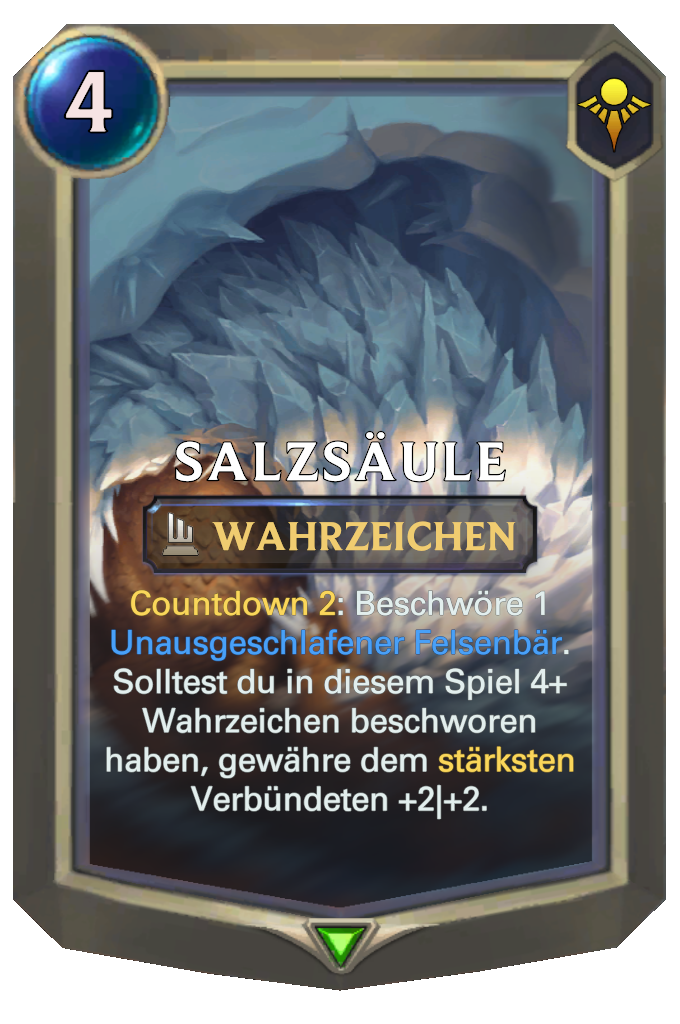 4
SALZSÄULE
WAHRZEICHEN
Countdown 2: Beschwöre 1
Unausgeschlafener Felsenbär.
Solltest du in diesem Spiel 4+
Wahrzeichen beschworen
haben, gewähre dem stärksten
Verbündeten +2|+2.